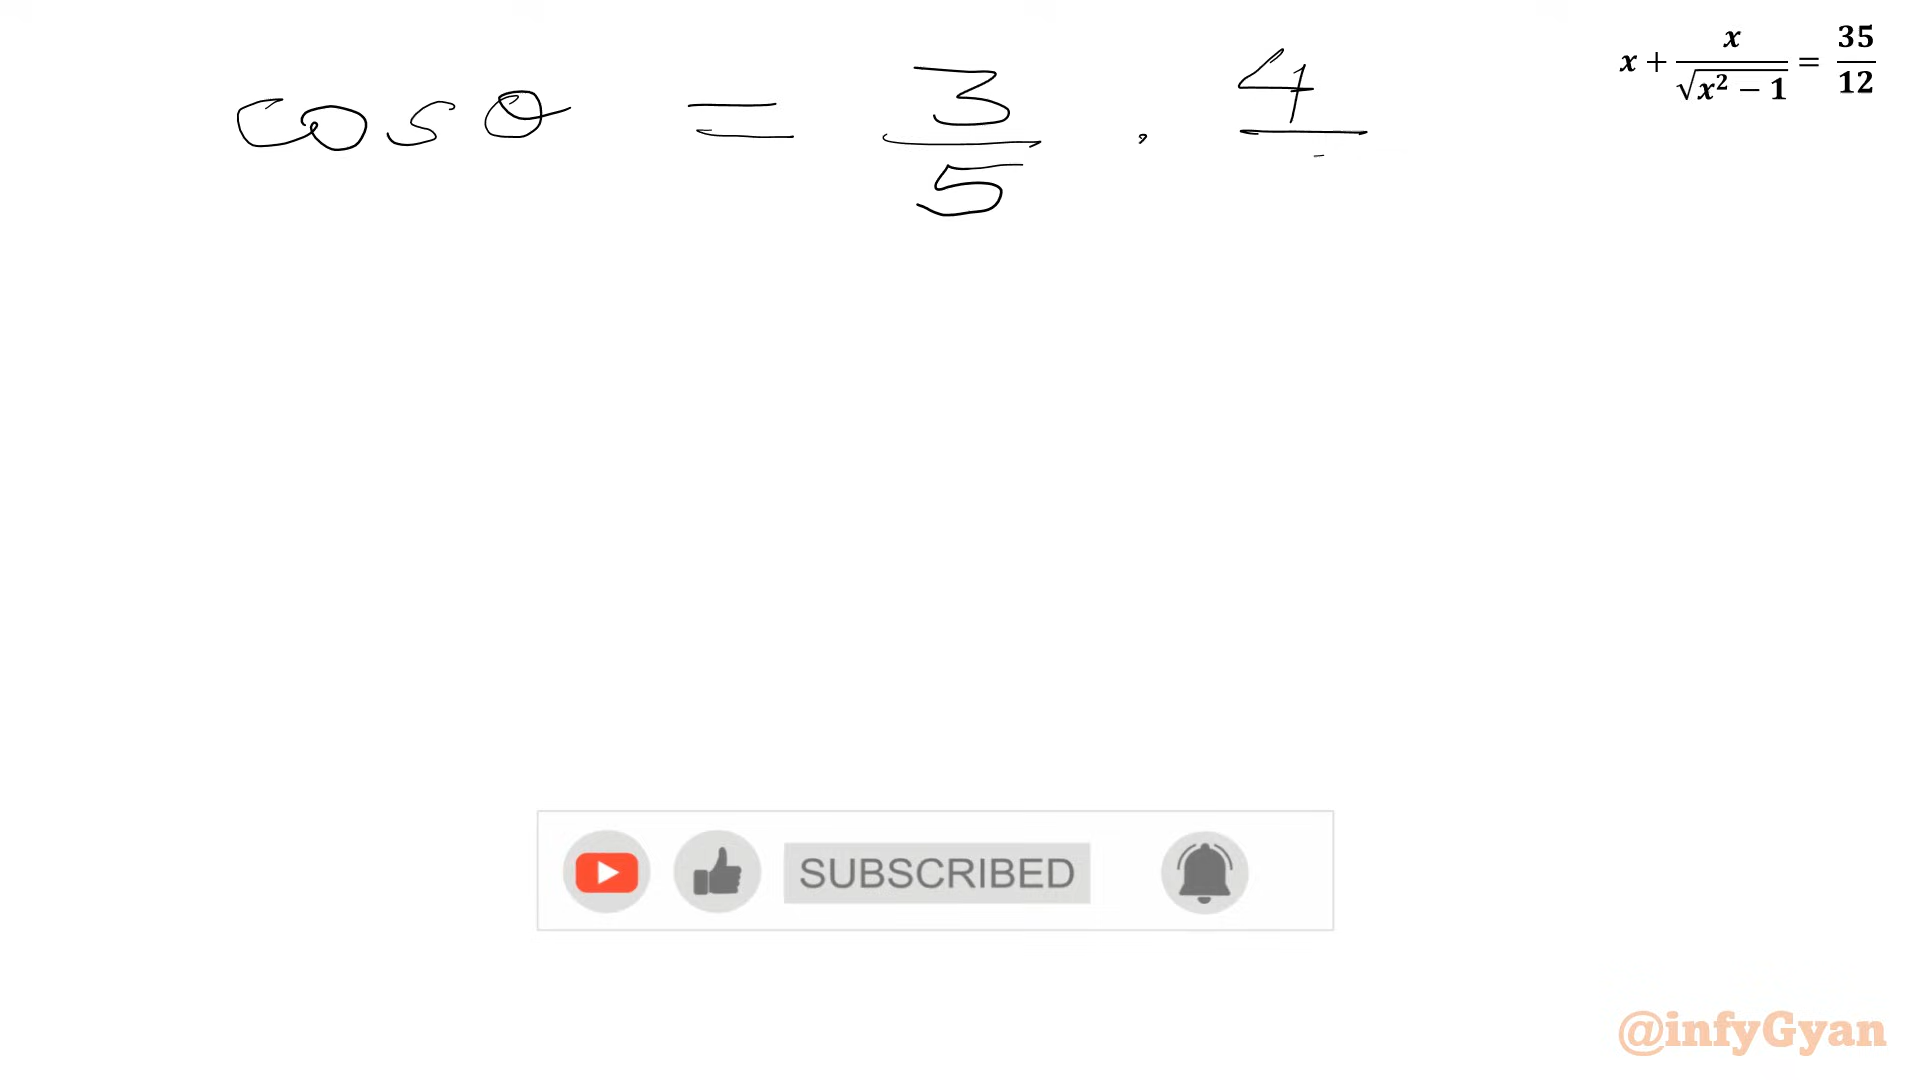 cos θ = 3/5 , 4/
x + x/√(x² − 1) = 35/12
SUBSCRIBED
@infyGyan